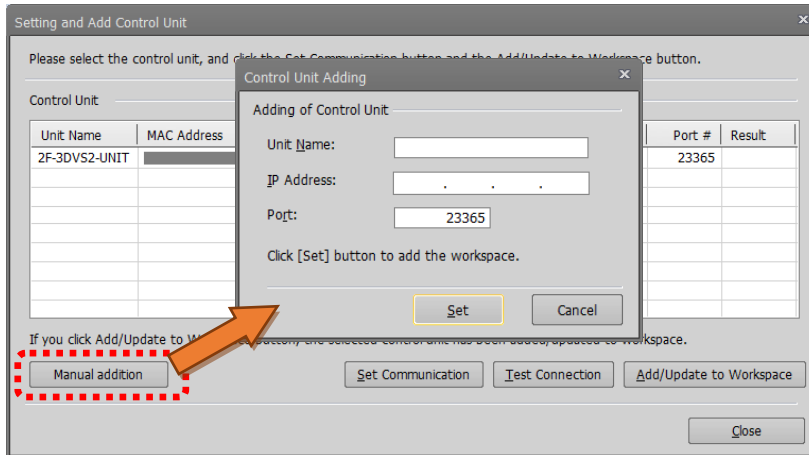 Setting and Add Control Unit
Please select the control unit, and click the Set Communication button and the Add/Update to Workspace button.
Control Unit Adding
Control Unit
Adding of Control Unit
Unit Name
MAC Address
Port #
Result
2F-3DVS2-UNIT
23365
Unit Name:
IP Address:
. . .
Port:
23365
Click [Set] button to add the workspace.
Set
Cancel
If you click Add/Update to Workspace button, the selected control unit has been added/updated to Workspace.
Manual addition
Set Communication
Test Connection
Add/Update to Workspace
Close